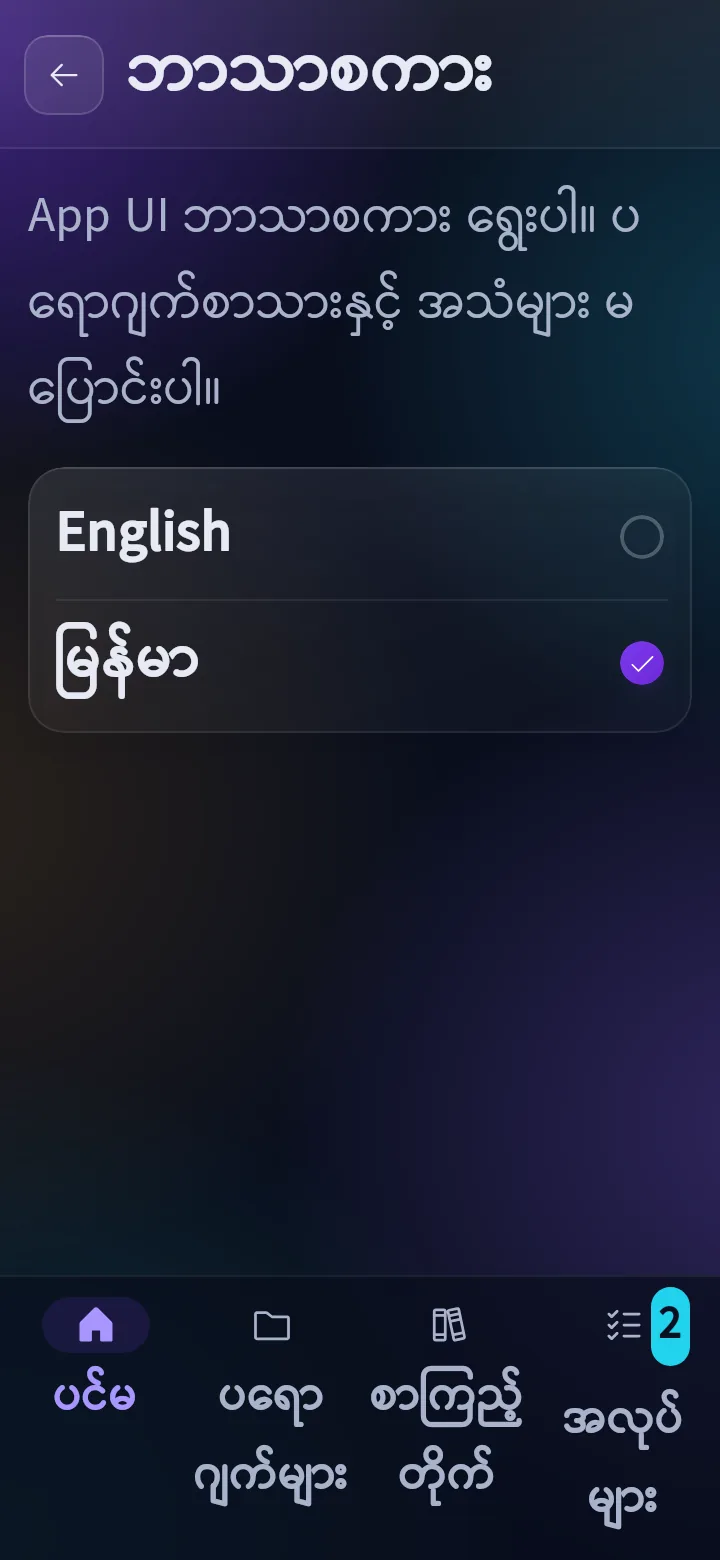 ဘာသာစကား
App UI ဘာသာစကား ရွေးပါ။ ပ
ရောဂျက်စာသားနှင့် အသံများ မ
ပြောင်းပါ။
English
မြန်မာ
2
ပင်မ
ပရော
ဂျက်များ
စာကြည့်
တိုက်
အလုပ်
များ